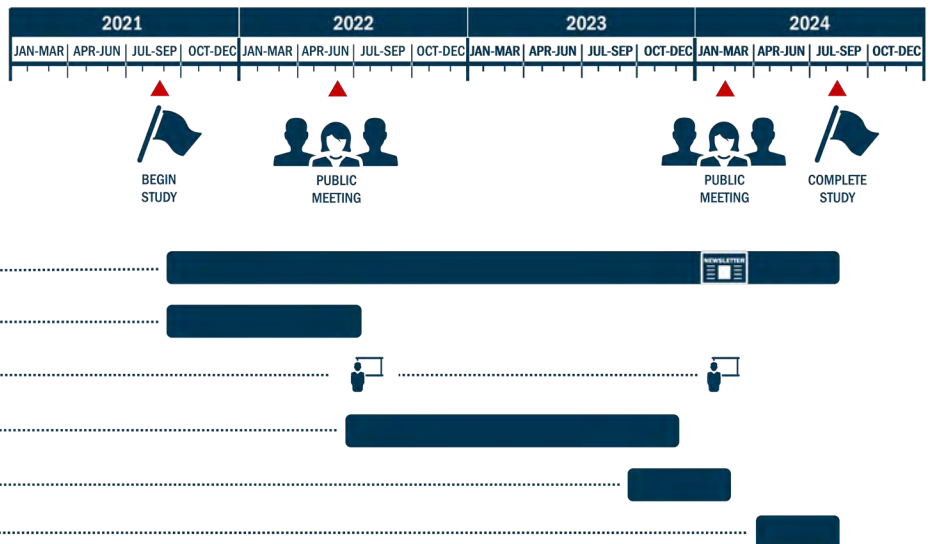 2021 2022 2023 2024
JAN-MAR APR-JUN JUL-SEP OCT-DEC JAN-MAR APR-JUN JUL-SEP OCT-DEC JAN-MAR APR-JUN JUL-SEP OCT-DEC JAN-MAR APR-JUN JUL-SEP OCT-DEC
BEGIN
STUDY
PUBLIC
MEETING
PUBLIC
MEETING
COMPLETE
STUDY
NEWSLETTER